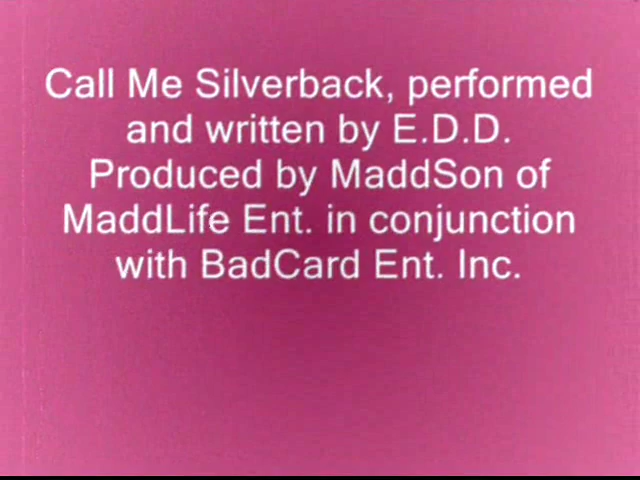 Call Me Silverback, performed
and written by E.D.D.
Produced by MaddSon of
MaddLife Ent. in conjunction
with BadCard Ent. Inc.